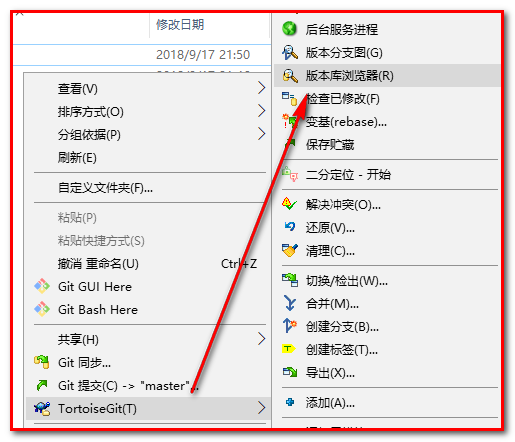 修改日期
2018/9/17 21:50
查看(V)
排序方式(O)
分组依据(P)
刷新(E)
自定义文件夹(F)...
粘贴(P)
粘贴快捷方式(S)
撤消 重命名(U) Ctrl+Z
Git GUI Here
Git Bash Here
共享(H)
Git 同步...
Git 提交(C) -> "master"...
TortoiseGit(T)
后台服务进程
版本分支图(G)
版本库浏览器(R)
检查已修改(F)
变基(rebase)...
保存贮藏
二分定位 - 开始
解决冲突(O)...
还原(V)...
清理(C)...
切换/检出(W)...
合并(M)...
创建分支(B)...
创建标签(T)...
导出(X)...
添加(A)...